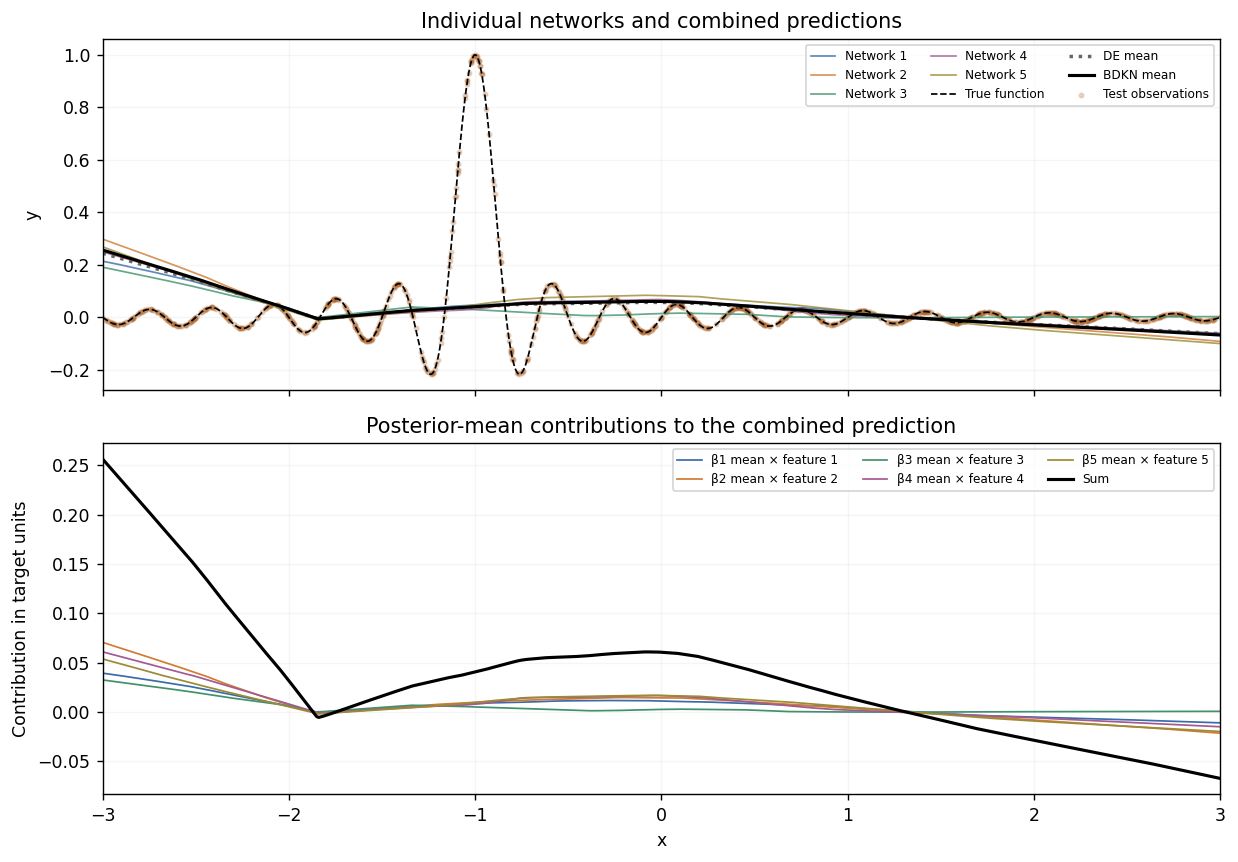 Individual networks and combined predictions
Network 1 Network 4 DE mean
Network 2 Network 5 BDKN mean
Network 3 True function Test observations
1.0
0.8
0.6
0.4
0.2
0.0
−0.2
y
Posterior-mean contributions to the combined prediction
β1 mean × feature 1 β3 mean × feature 3 β5 mean × feature 5
β2 mean × feature 2 β4 mean × feature 4 Sum
0.25
0.20
0.15
0.10
0.05
0.00
−0.05
Contribution in target units
−3 −2 −1 0 1 2 3
x